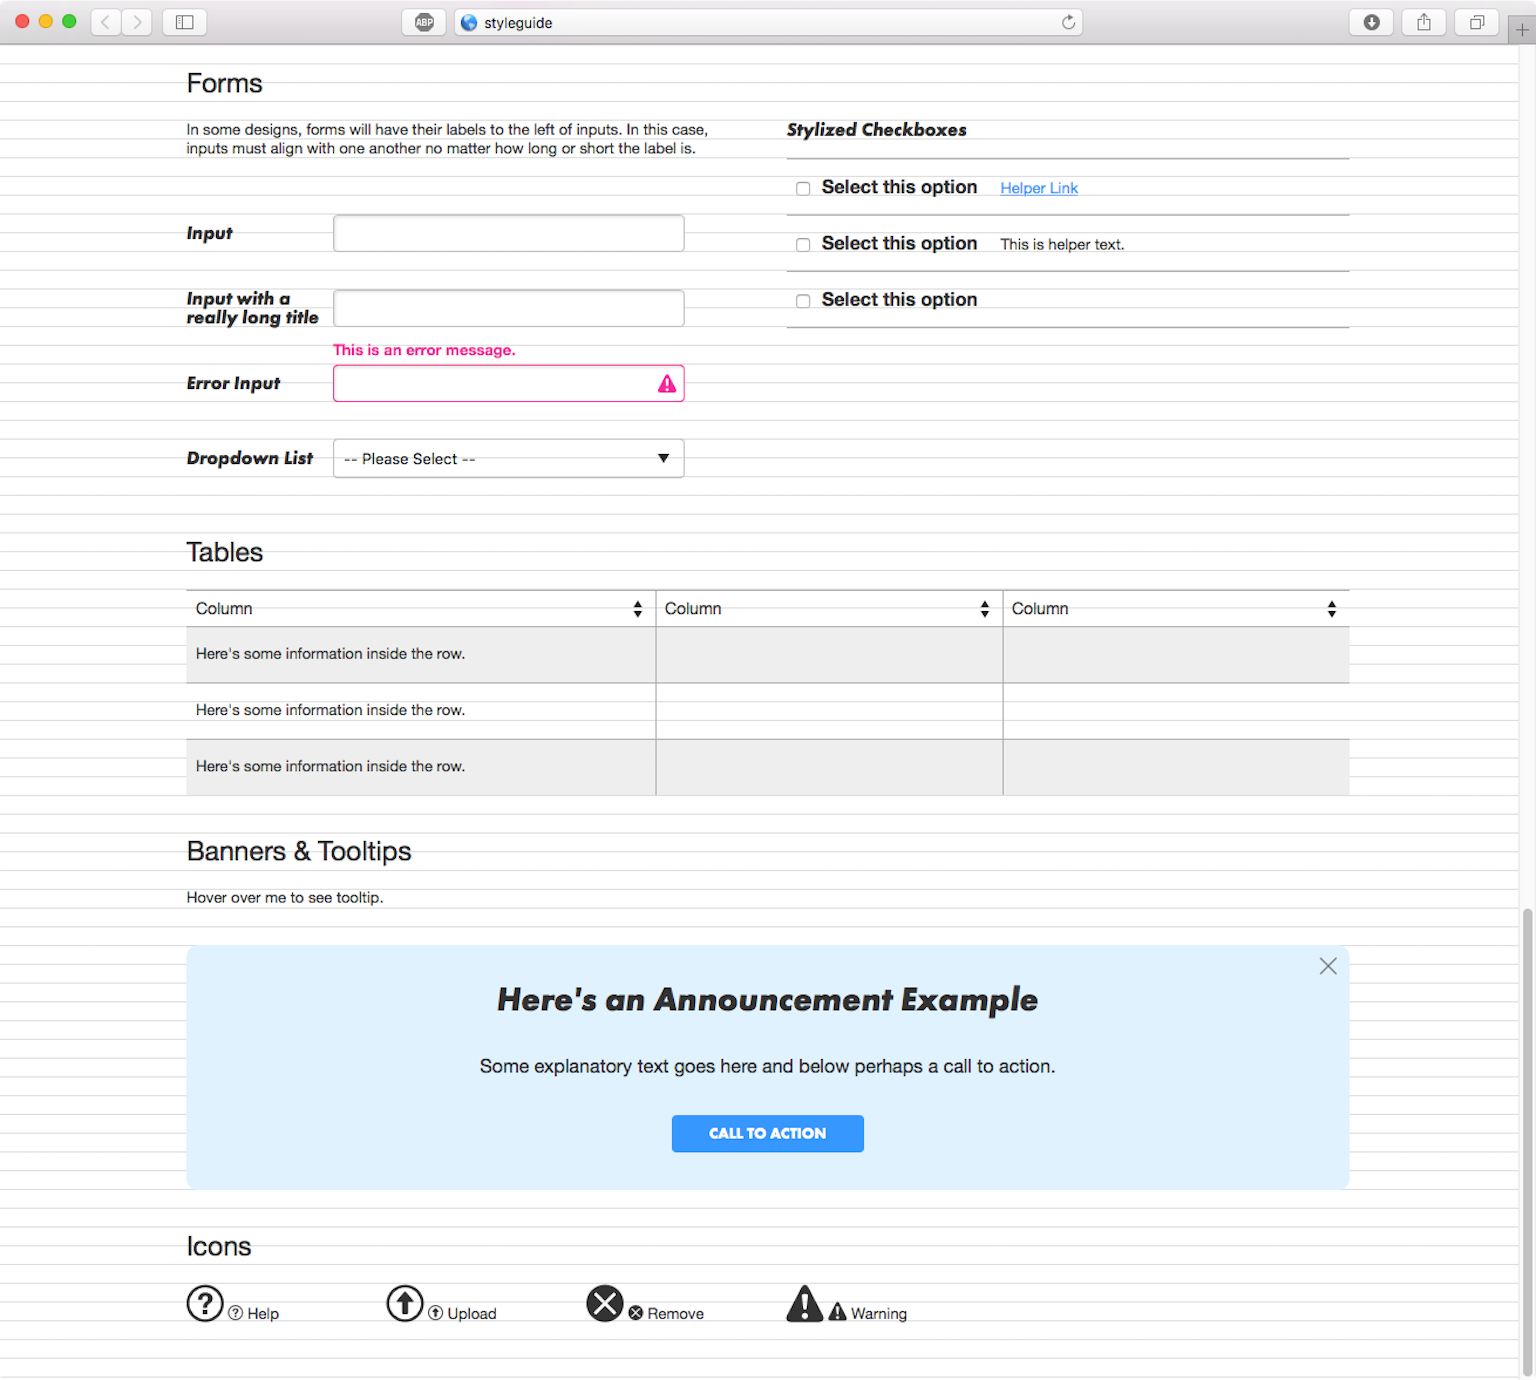 ABP
styleguide
Forms
In some designs, forms will have their labels to the left of inputs. In this case,
inputs must align with one another no matter how long or short the label is.
Input
Input with a
really long title
This is an error message.
Error Input
Dropdown List
-- Please Select --
Stylized Checkboxes
Select this option Helper Link
Select this option This is helper text.
Select this option
Tables
Column Column Column
Here's some information inside the row.
Here's some information inside the row.
Here's some information inside the row.
Banners & Tooltips
Hover over me to see tooltip.
Here's an Announcement Example
Some explanatory text goes here and below perhaps a call to action.
CALL TO ACTION
Icons
Help Upload Remove Warning